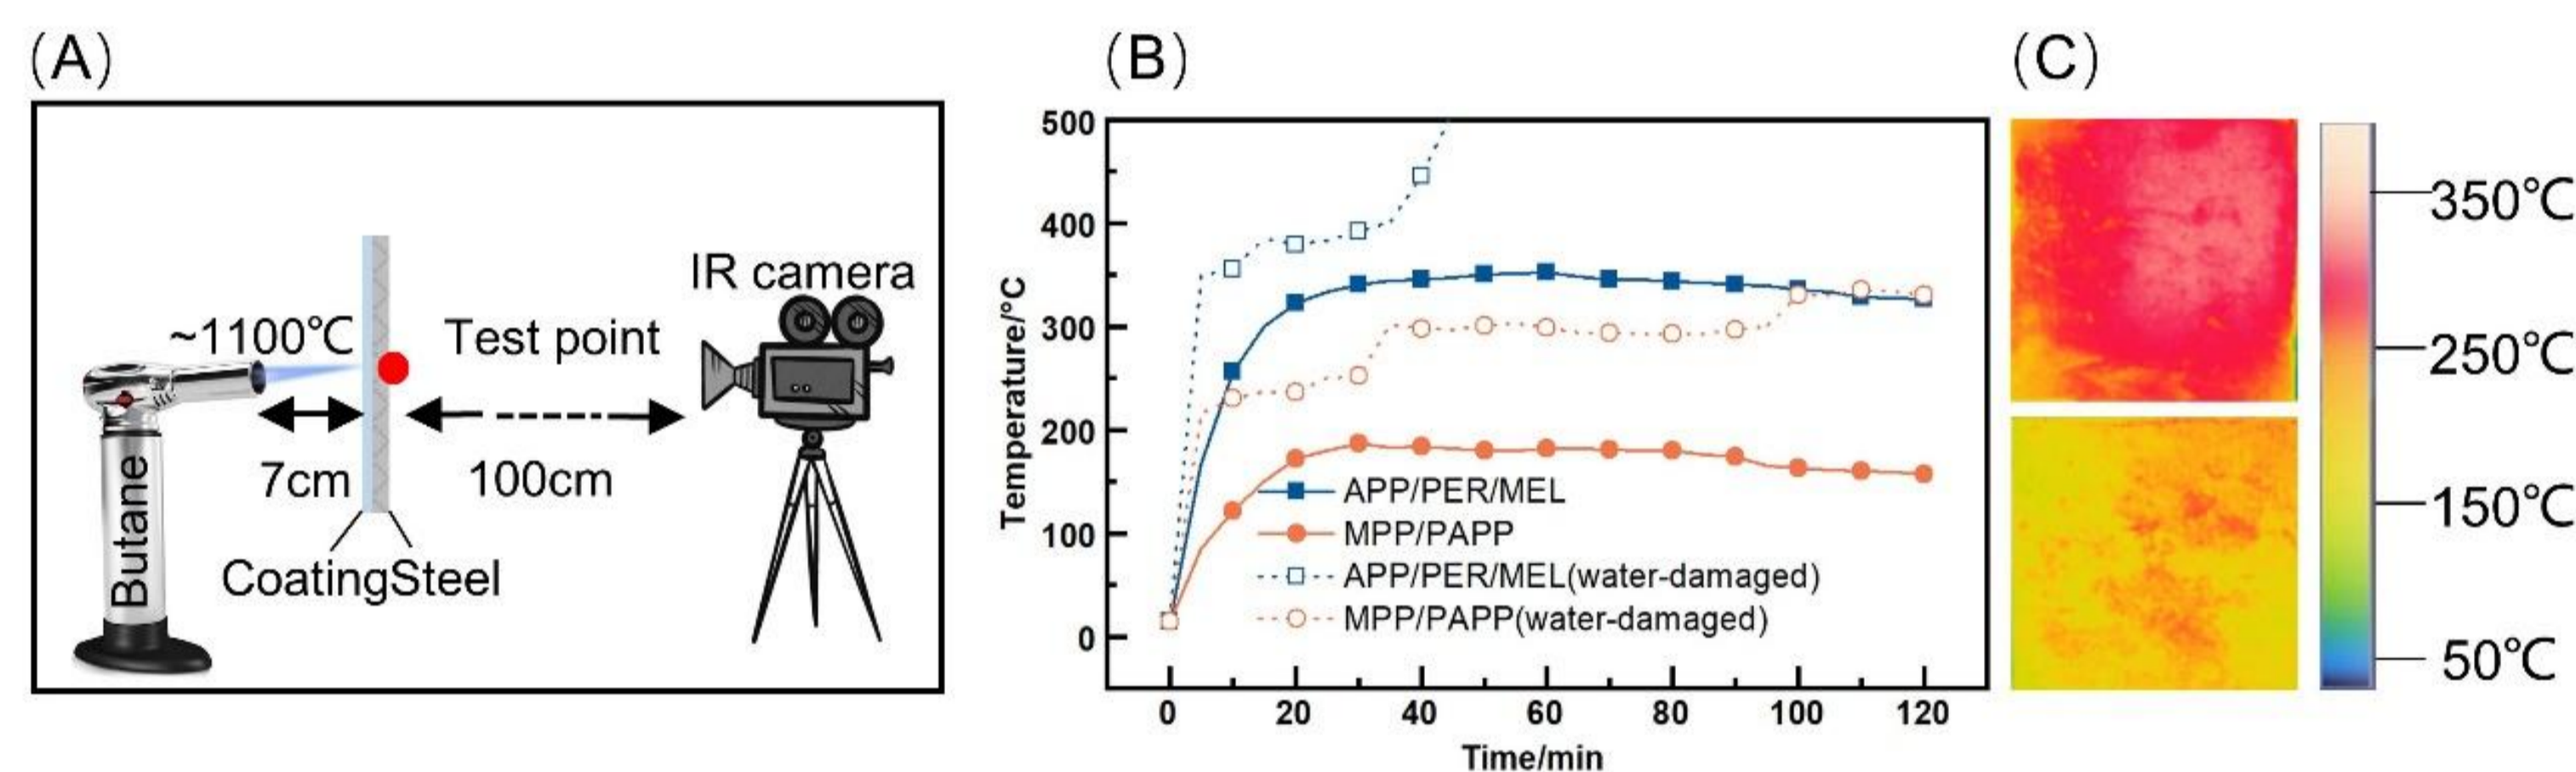 (A)
~1100℃
Test point
IR camera
7cm
100cm
Butane
CoatingSteel
(B)
Temperature/°C
500
400
300
200
100
0
APP/PER/MEL
MPP/PAPP
APP/PER/MEL(water-damaged)
MPP/PAPP(water-damaged)
0 20 40 60 80 100 120
Time/min
(C)
350℃
250℃
150℃
50℃